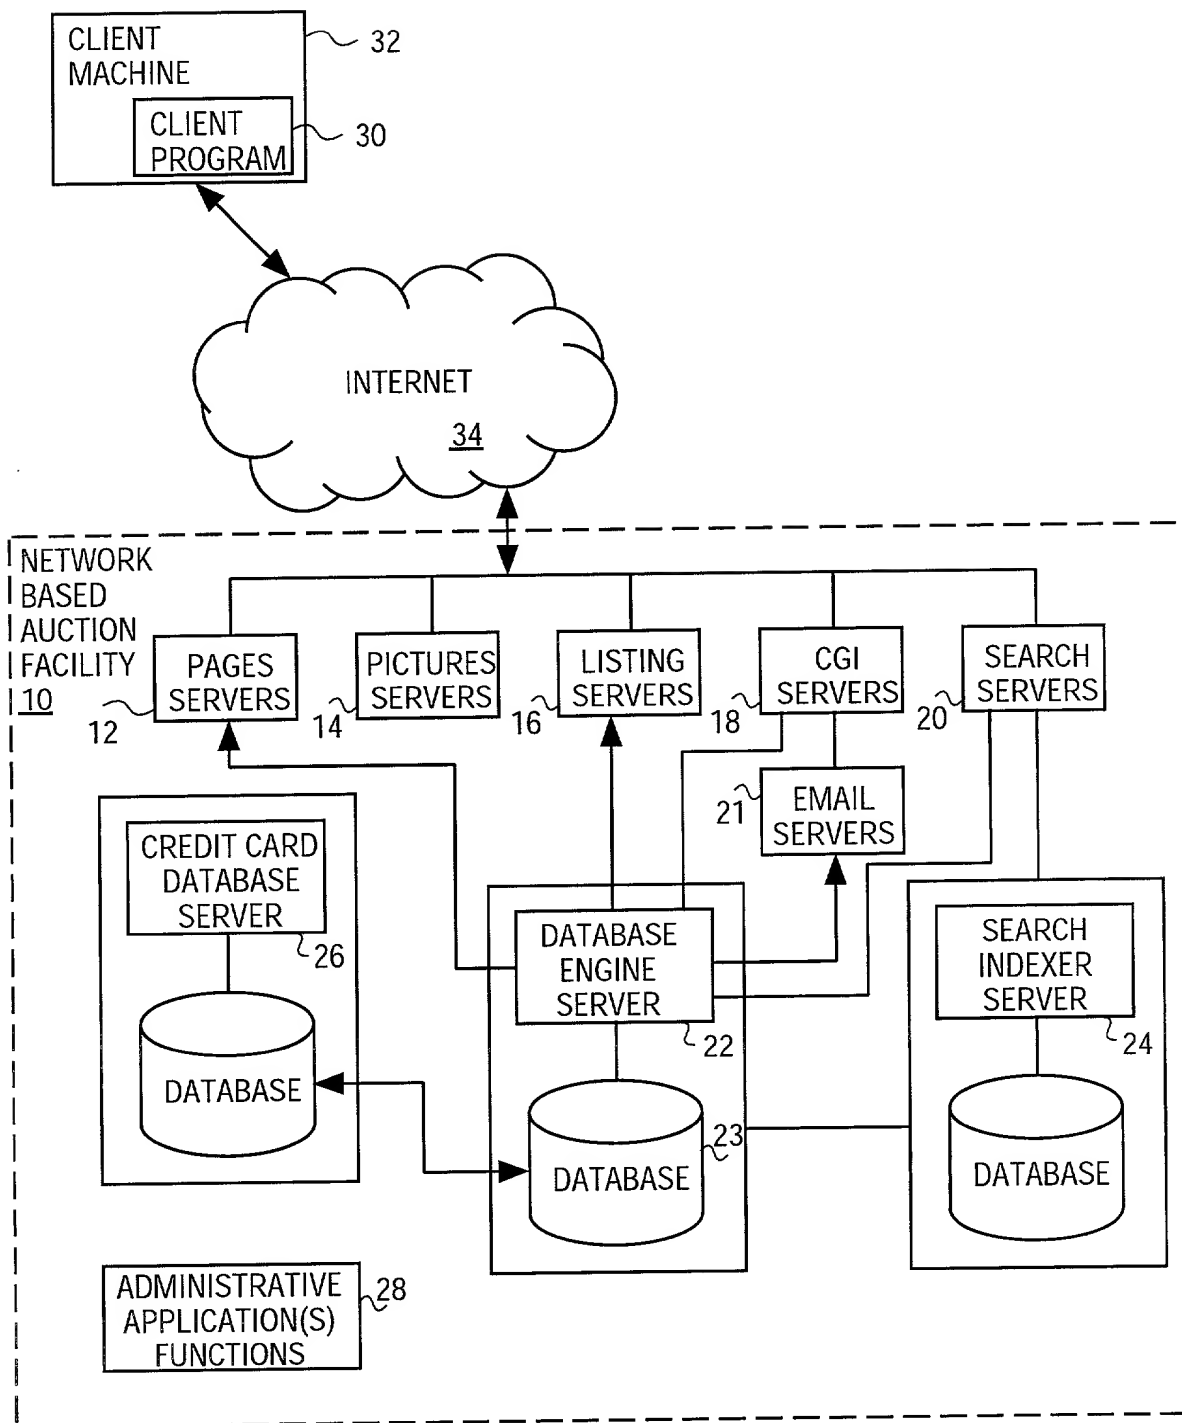 CLIENT
MACHINE
32
CLIENT
PROGRAM
30
INTERNET
34
NETWORK
BASED
AUCTION
FACILITY
10
PAGES
SERVERS
12
PICTURES
SERVERS
14
LISTING
SERVERS
16
CGI
SERVERS
18
SEARCH
SERVERS
20
EMAIL
SERVERS
21
CREDIT CARD
DATABASE
SERVER
26
DATABASE
DATABASE
ENGINE
SERVER
22
DATABASE
23
SEARCH
INDEXER
SERVER
24
DATABASE
ADMINISTRATIVE
APPLICATION(S)
FUNCTIONS
28